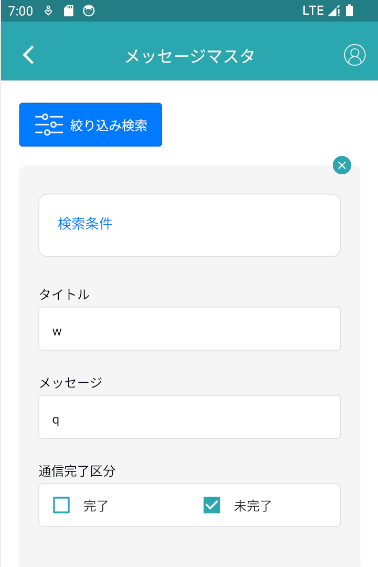 7:00 LTE
メッセージマスタ
絞り込み検索
検索条件
タイトル
w
メッセージ
q
通信完了区分
完了 未完了